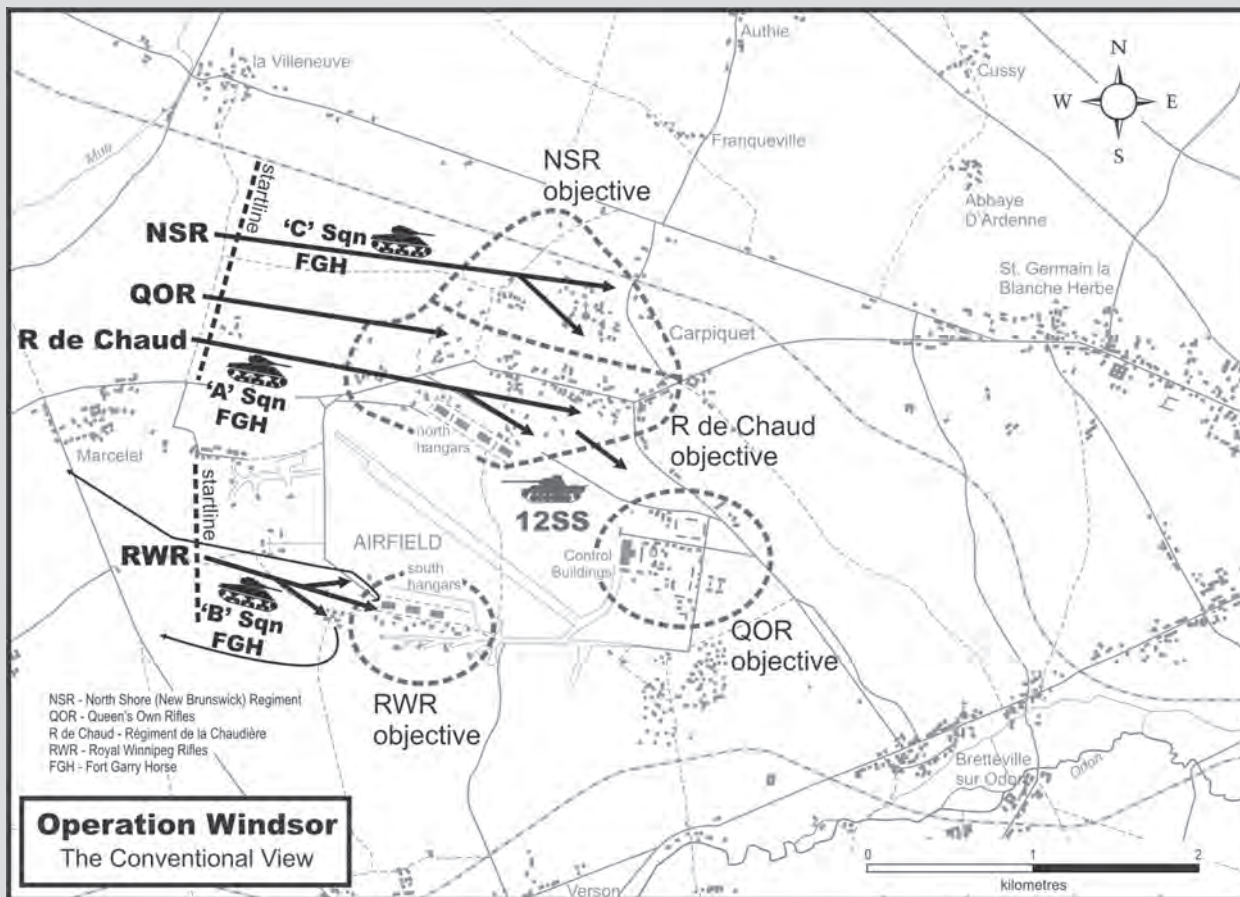 Authie
la Villeneuve
Cussy
N
W
E
S
Mue
Franqueville
NSR
objective
startline
Abbaye
D'Ardenne
NSR
'C' Sqn
FGH
St. Germain la
Blanche Herbe
QOR
R de Chaud
Carpiquet
'A' Sqn
FGH
north
hangars
R de Chaud
objective
Marcelet
startline
12SS
RWR
AIRFIELD
south
hangars
Control
Buildings
'B' Sqn
FGH
QOR
objective
RWR
objective
NSR - North Shore (New Brunswick) Regiment
QOR - Queen's Own Rifles
R de Chaud - Régiment de la Chaudière
RWR - Royal Winnipeg Rifles
FGH - Fort Garry Horse
Bretteville
sur Odon
Odon
Operation Windsor
The Conventional View
Verson
0
1
2
kilometres